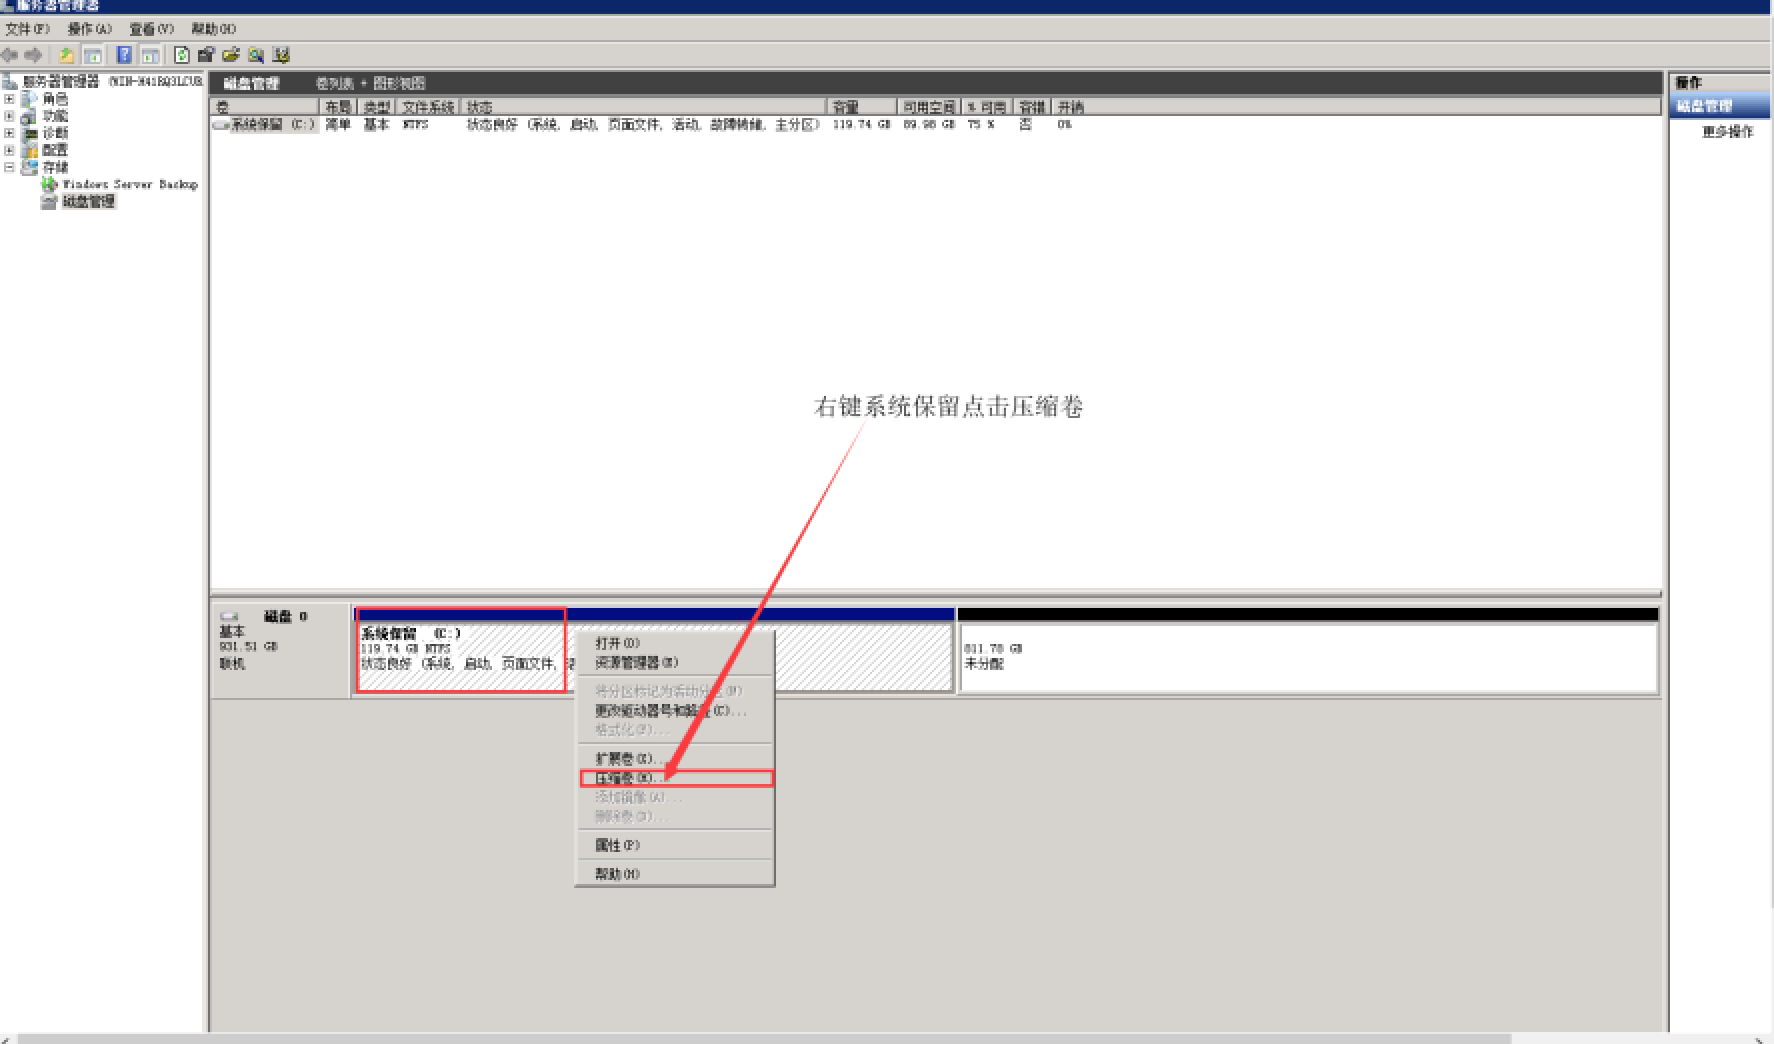 服务器管理器
文件(F) 操作(A) 查看(V) 帮助(H)
服务器管理器
角色
功能
诊断
配置
存储
Windows Server Backup
磁盘管理
磁盘管理 卷列表 + 图形视图
卷 布局 类型 文件系统 状态 容量 可用空间 % 可用 容错 开销
系统保留 (C:) 简单 基本 NTFS 状态良好 (系统, 启动, 页面文件, 活动, 故障转储, 主分区) 119.74 GB 89.98 GB 75 % 否 0%
操作
磁盘管理
更多操作
右键系统保留点击压缩卷
磁盘 0
基本
931.51 GB
联机
系统保留 (C:)
119.74 GB NTFS
状态良好 (系统, 启动, 页面文件,
811.78 GB
未分配
打开(O)
资源管理器(E)
将分区标记为活动分区(M)
更改驱动器号和路径(C)...
格式化(F)...
扩展卷(X)...
压缩卷(H)...
添加镜像(A)...
删除卷(D)...
属性(P)
帮助(H)